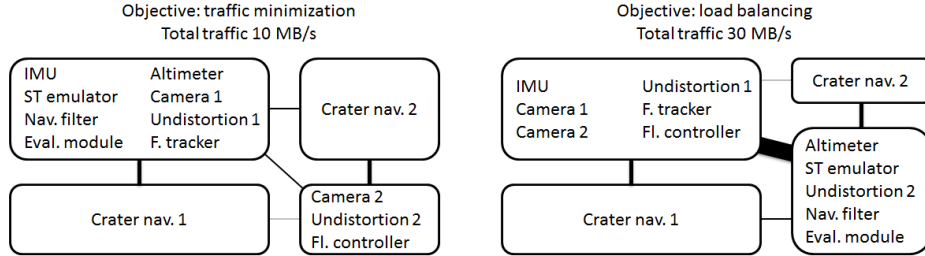 Objective: traffic minimization
Total traffic 10 MB/s
IMU Altimeter
ST emulator Camera 1
Nav. filter Undistortion 1
Eval. module F. tracker
Crater nav. 2
Crater nav. 1
Camera 2
Undistortion 2
Fl. controller
Objective: load balancing
Total traffic 30 MB/s
IMU Undistortion 1
Camera 1 F. tracker
Camera 2 Fl. controller
Crater nav. 2
Crater nav. 1
Altimeter
ST emulator
Undistortion 2
Nav. filter
Eval. module